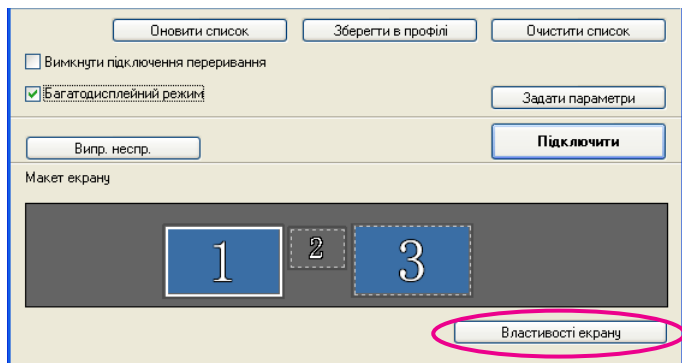 Оновити список Зберегти в профілі Очистити список
Вимкнути підключення переривання
Багатодисплейний режим Задати параметри
Випр. неспр. Підключити
Макет екрану
1 2 3
Властивості екрану